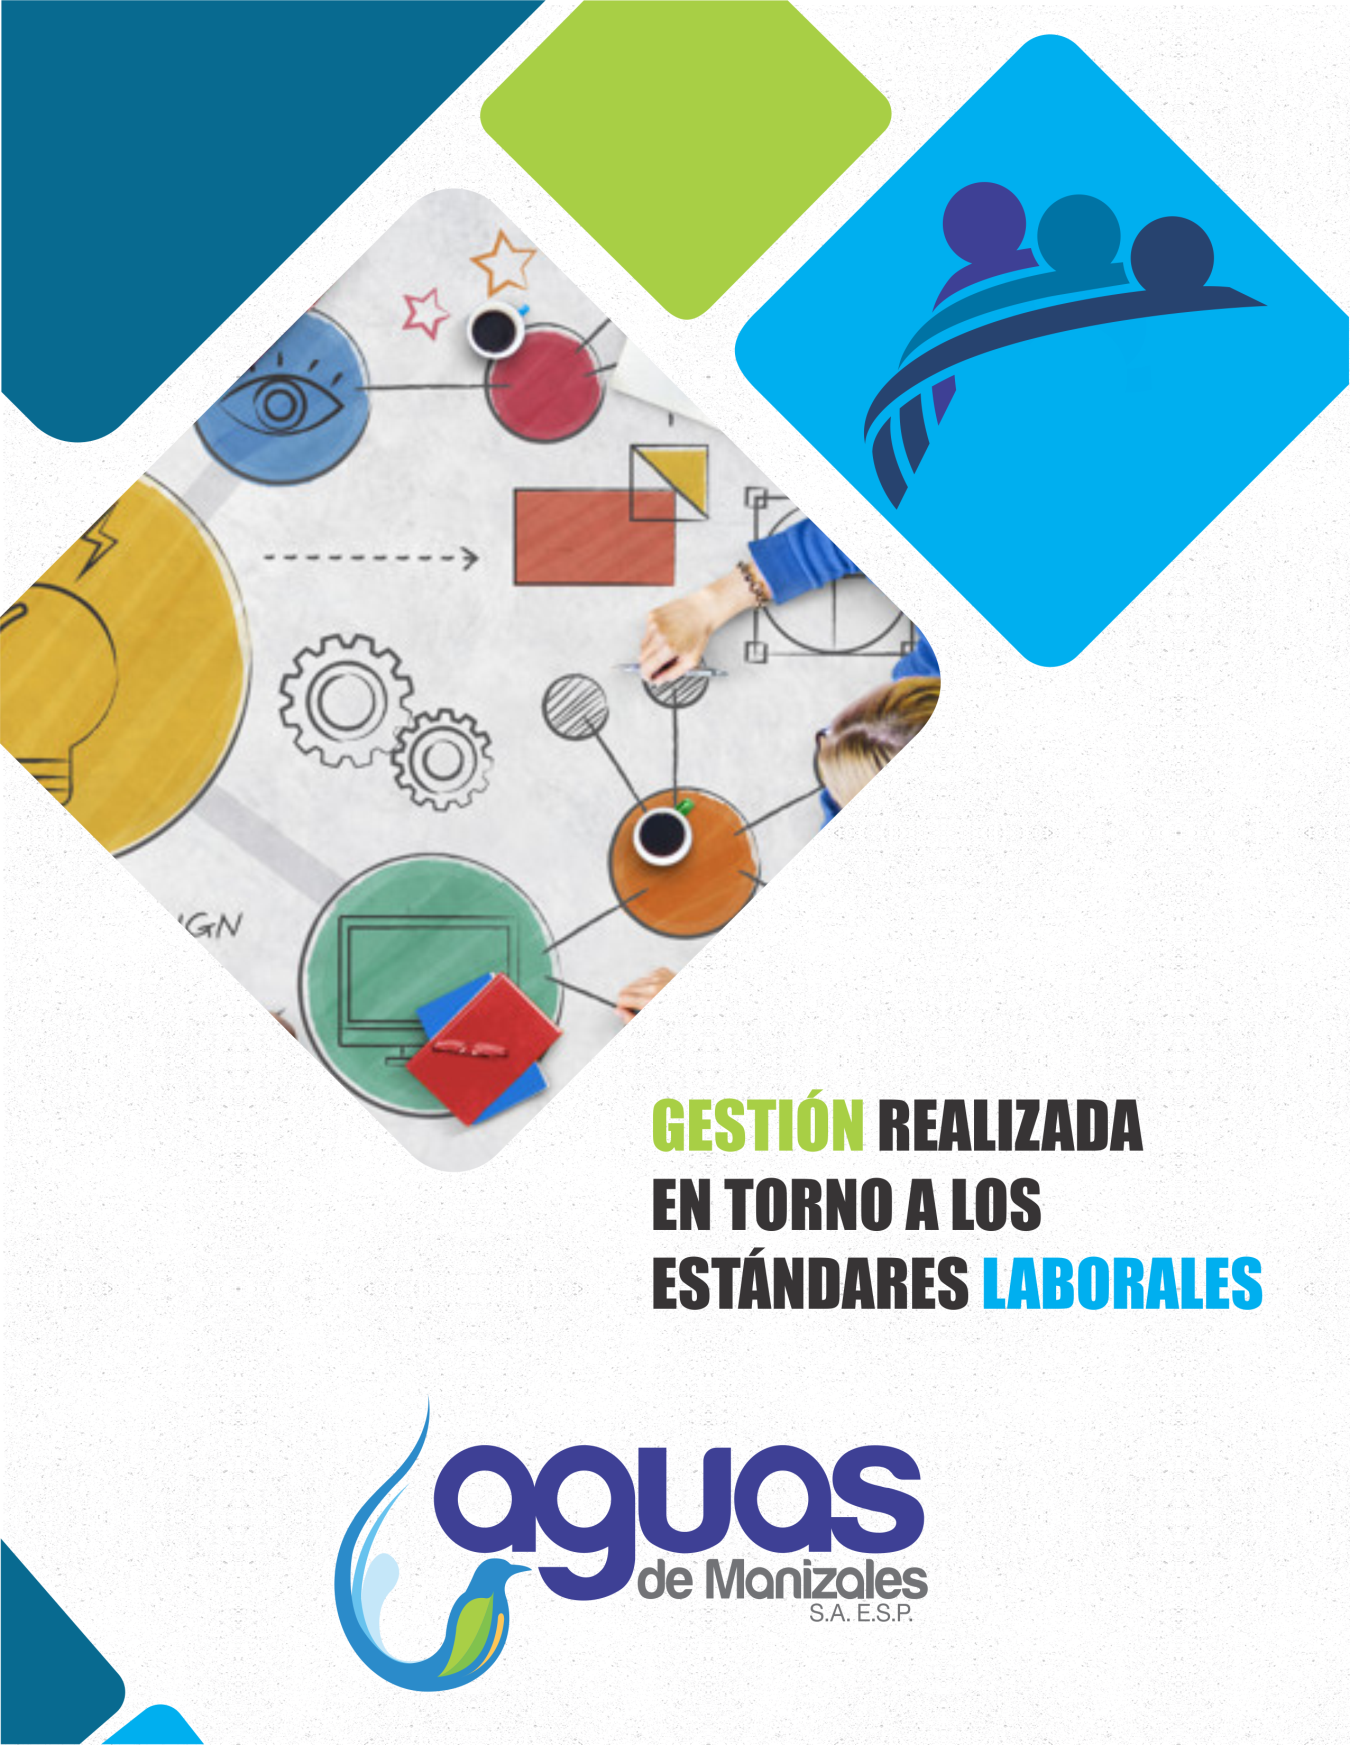 GESTIÓN REALIZADA
EN TORNO A LOS
ESTÁNDARES LABORALES
aguas
de Manizales
S.A. E.S.P.